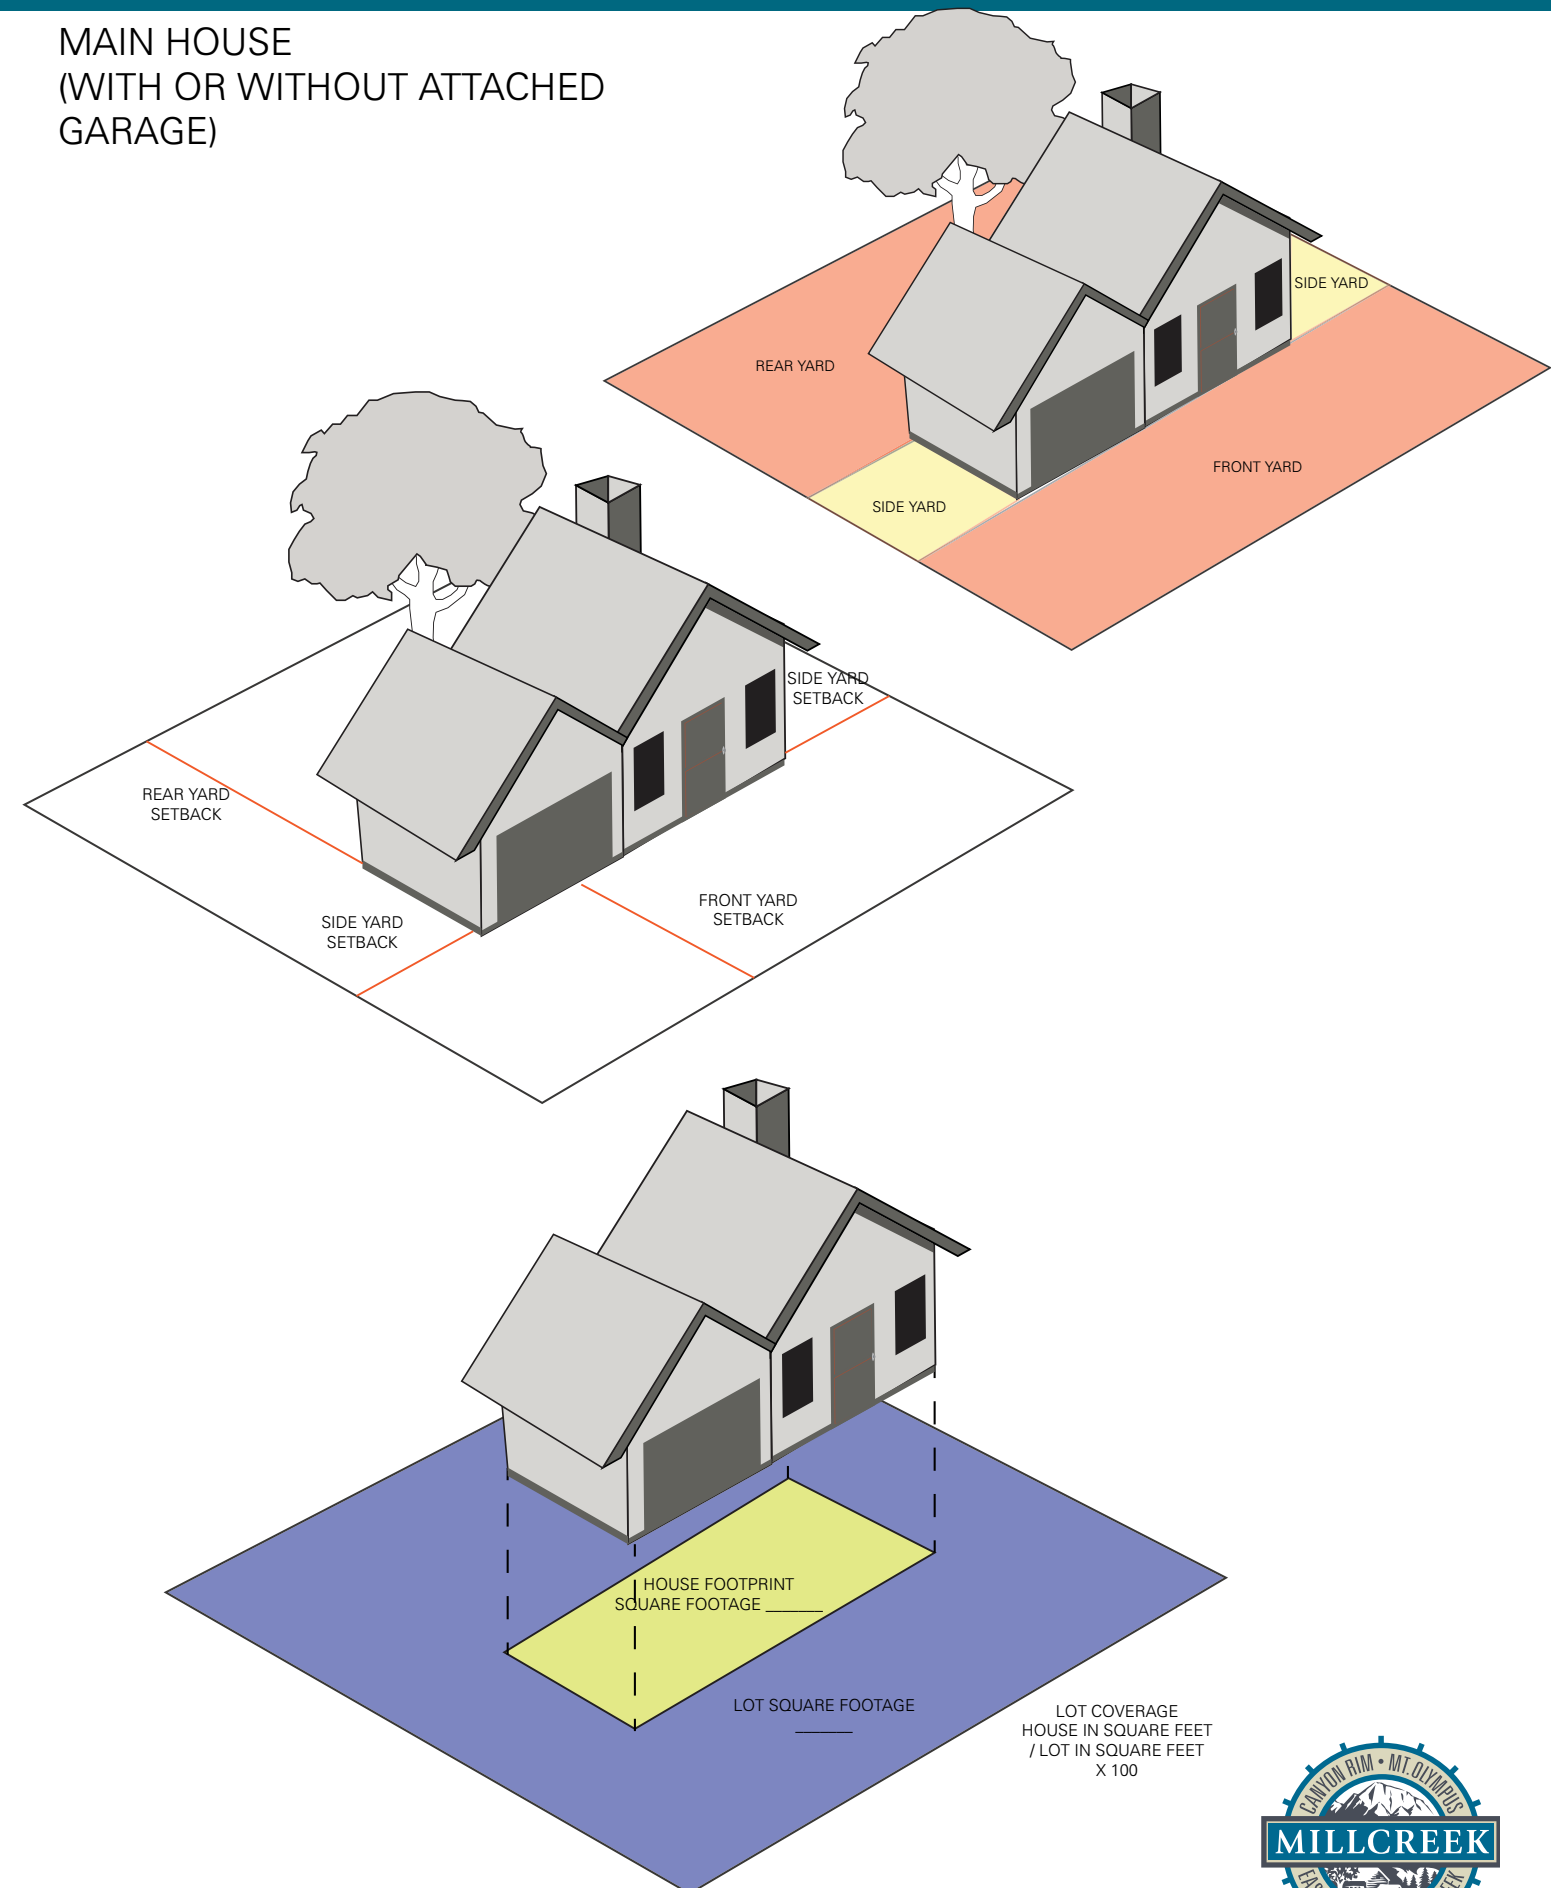 MAIN HOUSE
(WITH OR WITHOUT ATTACHED
GARAGE)
SIDE YARD
REAR YARD
FRONT YARD
SIDE YARD
SIDE YARD
SETBACK
REAR YARD
SETBACK
FRONT YARD
SETBACK
SIDE YARD
SETBACK
HOUSE FOOTPRINT
SQUARE FOOTAGE _______
LOT SQUARE FOOTAGE
_______
LOT COVERAGE
HOUSE IN SQUARE FEET
/ LOT IN SQUARE FEET
X 100
CANYON RIM • MT. OLYMPUS
MILLCREEK